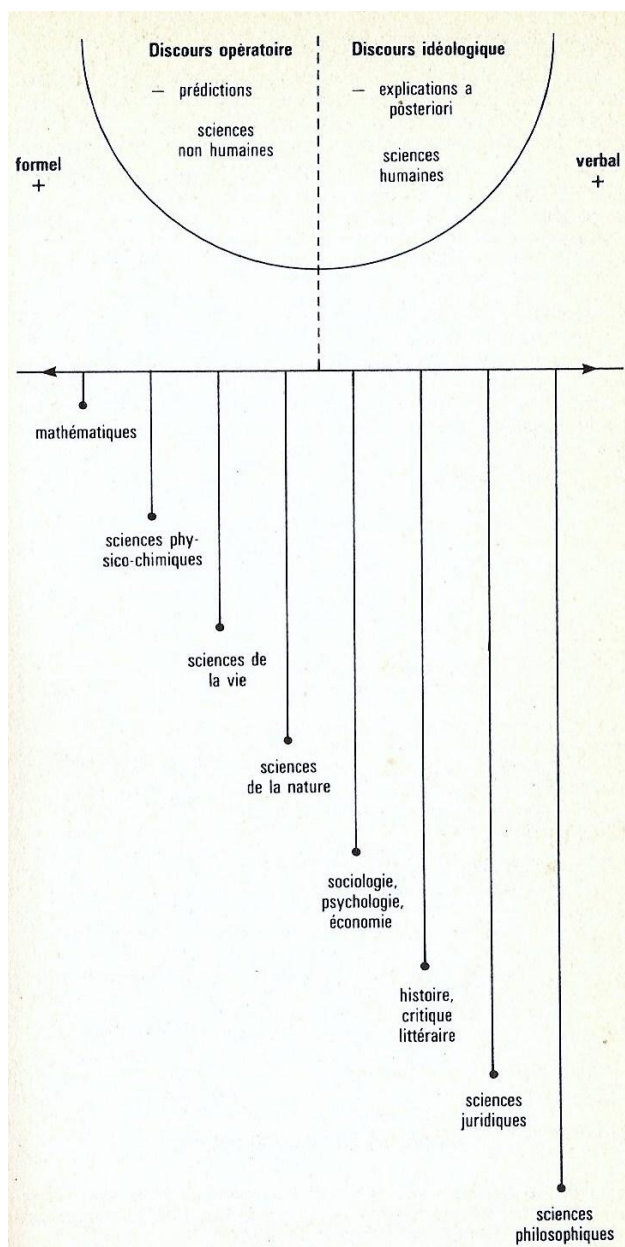 Discours opératoire
— prédictions
sciences
non humaines
Discours idéologique
— explications a
posteriori
sciences
humaines
formel
+
verbal
+
mathématiques
sciences phy-
sico-chimiques
sciences de
la vie
sciences
de la nature
sociologie,
psychologie,
économie
histoire,
critique
littéraire
sciences
juridiques
sciences
philosophiques